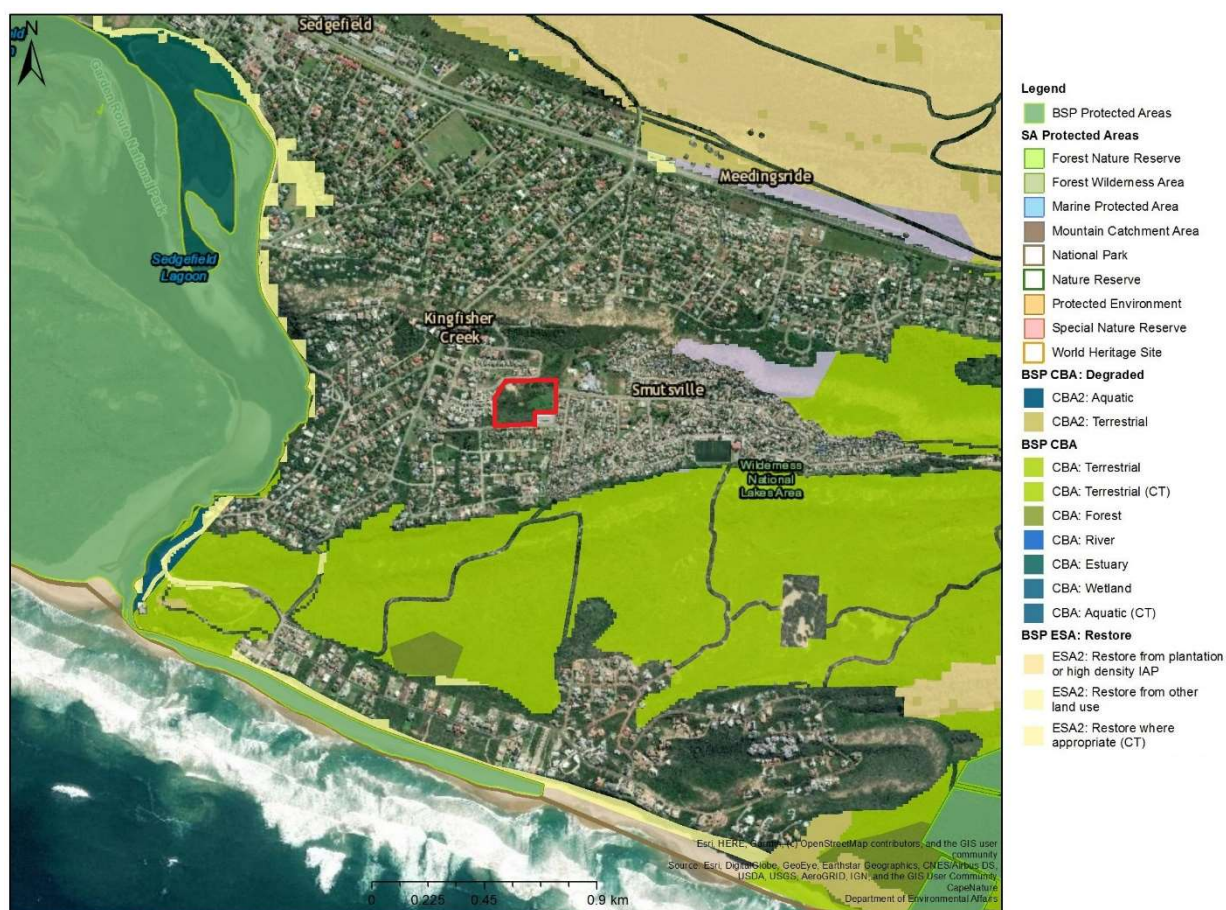 N
Sedgefield
Garden Route National Park
Meedingsride
Sedgefield
Lagoon
Kingfisher
Creek
Smutsville
Wilderness
National
Lakes Area
Esri, HERE, Garmin, (c) OpenStreetMap contributors, and the GIS user
community
Source: Esri, DigitalGlobe, GeoEye, Earthstar Geographics, CNES/Airbus DS,
USDA, USGS, AeroGRID, IGN, and the GIS User Community
CapeNature
Department of Environmental Affairs
0 0.225 0.45 0.9 km
Legend
BSP Protected Areas
SA Protected Areas
Forest Nature Reserve
Forest Wilderness Area
Marine Protected Area
Mountain Catchment Area
National Park
Nature Reserve
Protected Environment
Special Nature Reserve
World Heritage Site
BSP CBA: Degraded
CBA2: Aquatic
CBA2: Terrestrial
BSP CBA
CBA: Terrestrial
CBA: Terrestrial (CT)
CBA: Forest
CBA: River
CBA: Estuary
CBA: Wetland
CBA: Aquatic (CT)
BSP ESA: Restore
ESA2: Restore from plantation
or high density IAP
ESA2: Restore from other
land use
ESA2: Restore where
appropriate (CT)